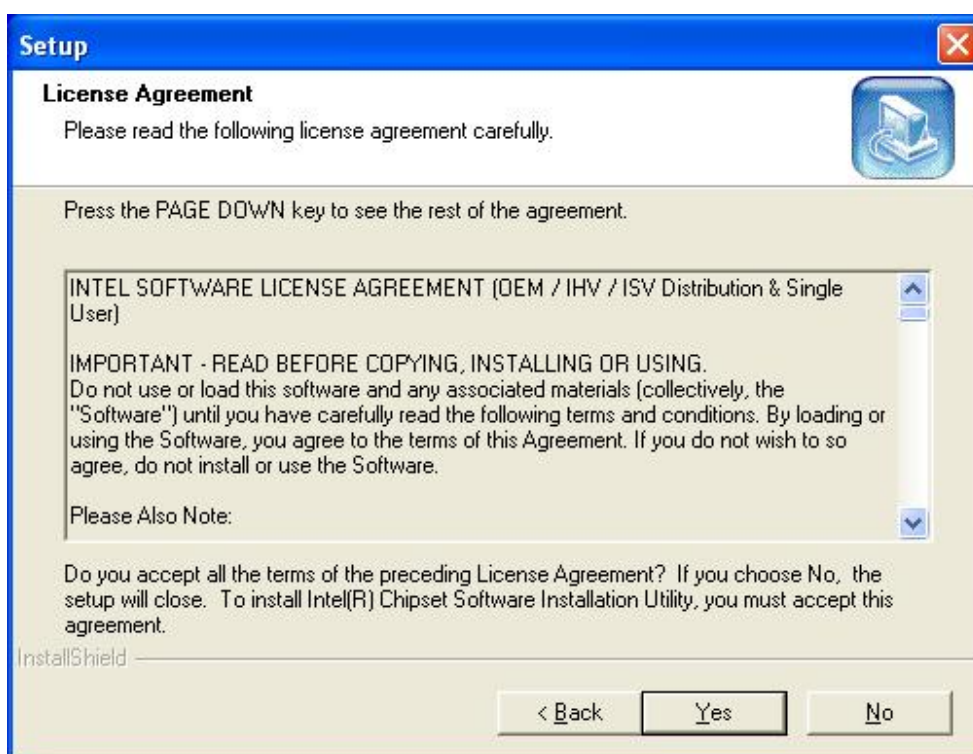 Setup
License Agreement
Please read the following license agreement carefully.
Press the PAGE DOWN key to see the rest of the agreement.
INTEL SOFTWARE LICENSE AGREEMENT (OEM / IHV / ISV Distribution & Single
User)
IMPORTANT - READ BEFORE COPYING, INSTALLING OR USING.
Do not use or load this software and any associated materials (collectively, the
"Software") until you have carefully read the following terms and conditions. By loading or
using the Software, you agree to the terms of this Agreement. If you do not wish to so
agree, do not install or use the Software.
Please Also Note:
Do you accept all the terms of the preceding License Agreement?  If you choose No,  the
setup will close.  To install Intel(R) Chipset Software Installation Utility, you must accept this
agreement.
InstallShield
< Back
Yes
No